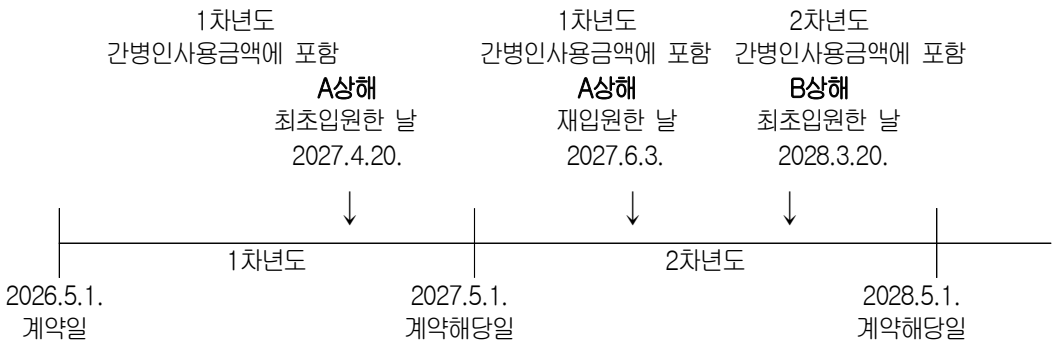 1차년도
간병인사용금액에 포함
A상해
최초입원한 날
2027.4.20.
1차년도
간병인사용금액에 포함
A상해
재입원한 날
2027.6.3.
2차년도
간병인사용금액에 포함
B상해
최초입원한 날
2028.3.20.
1차년도
2차년도
2026.5.1.
계약일
2027.5.1.
계약해당일
2028.5.1.
계약해당일